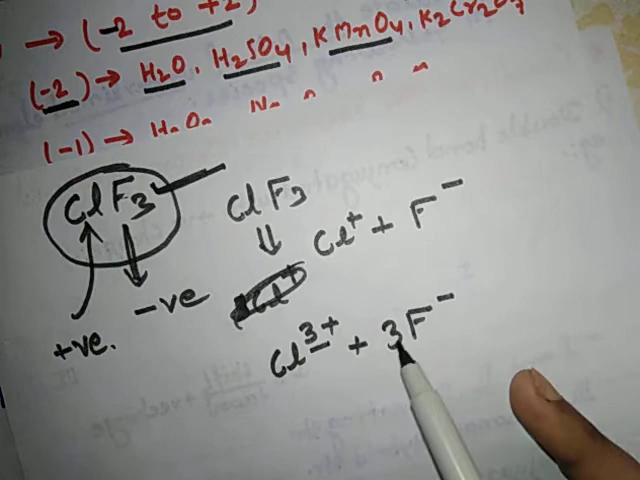 → (-2 to +2)
(-2) → H₂O, H₂SO₄, KMnO₄, K₂Cr₂O₇
(-1) →
ClF₃ ClF₃ Cl⁺ + F⁻
⇓
+ve. -ve
Cl³⁺ + 3F⁻